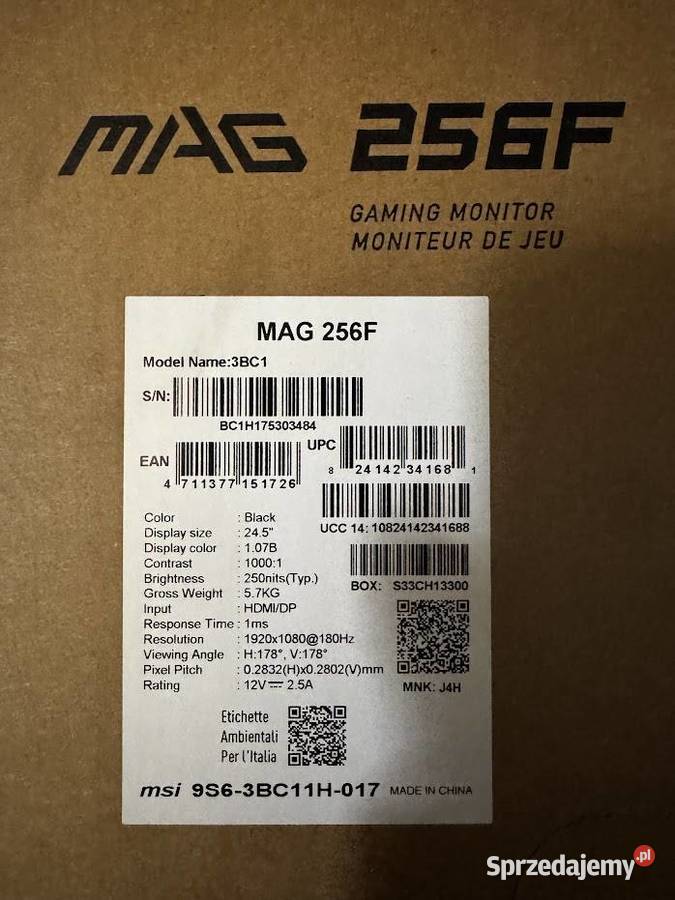 MAG 256F
GAMING MONITOR
MONITEUR DE JEU
MAG 256F
Model Name:3BC1
S/N:
BC1H175303484
EAN
4 711377 151726
UPC
8 24142 34168 1
UCC 14: 10824142341688
BOX: S33CH13300
MNK: J4H
Color : Black
Display size : 24.5"
Display color : 1.07B
Contrast : 1000:1
Brightness : 250nits(Typ.)
Gross Weight : 5.7KG
Input : HDMI/DP
Response Time : 1ms
Resolution : 1920x1080@180Hz
Viewing Angle : H:178°, V:178°
Pixel Pitch : 0.2832(H)x0.2802(V)mm
Rating : 12V⎓ 2.5A
Etichette
Ambientali
Per l'Italia
msi 9S6-3BC11H-017 MADE IN CHINA
Sprzedajemy.pl